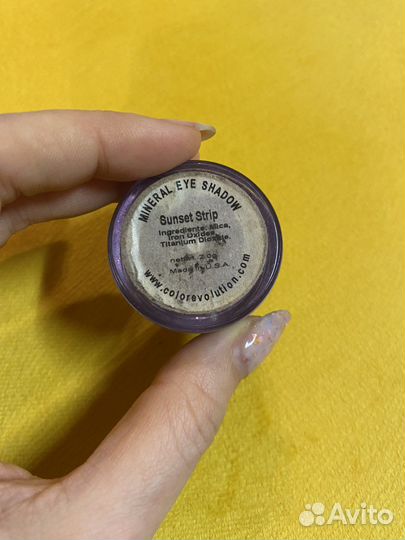 MINERAL EYE SHADOW
Sunset Strip
Ingredients: Mica,
Iron Oxides,
Titanium Dioxide.
net wt. 2.0g
Made in U.S.A.
www.colorevolution.com
Avito